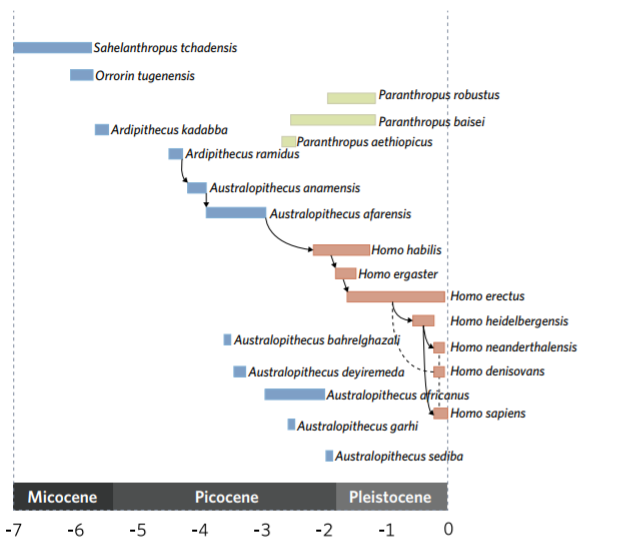 Sahelanthropus tchadensis
Orrorin tugenensis
Paranthropus robustus
Paranthropus baisei
Ardipithecus kadabba
Paranthropus aethiopicus
Ardipithecus ramidus
Australopithecus anamensis
Australopithecus afarensis
Homo habilis
Homo ergaster
Homo erectus
Homo heidelbergensis
Australopithecus bahrelghazali
Homo neanderthalensis
Australopithecus deyiremeda
Homo denisovans
Australopithecus africanus
Homo sapiens
Australopithecus garhi
Australopithecus sediba
Micocene Picocene Pleistocene
-7 -6 -5 -4 -3 -2 -1 0